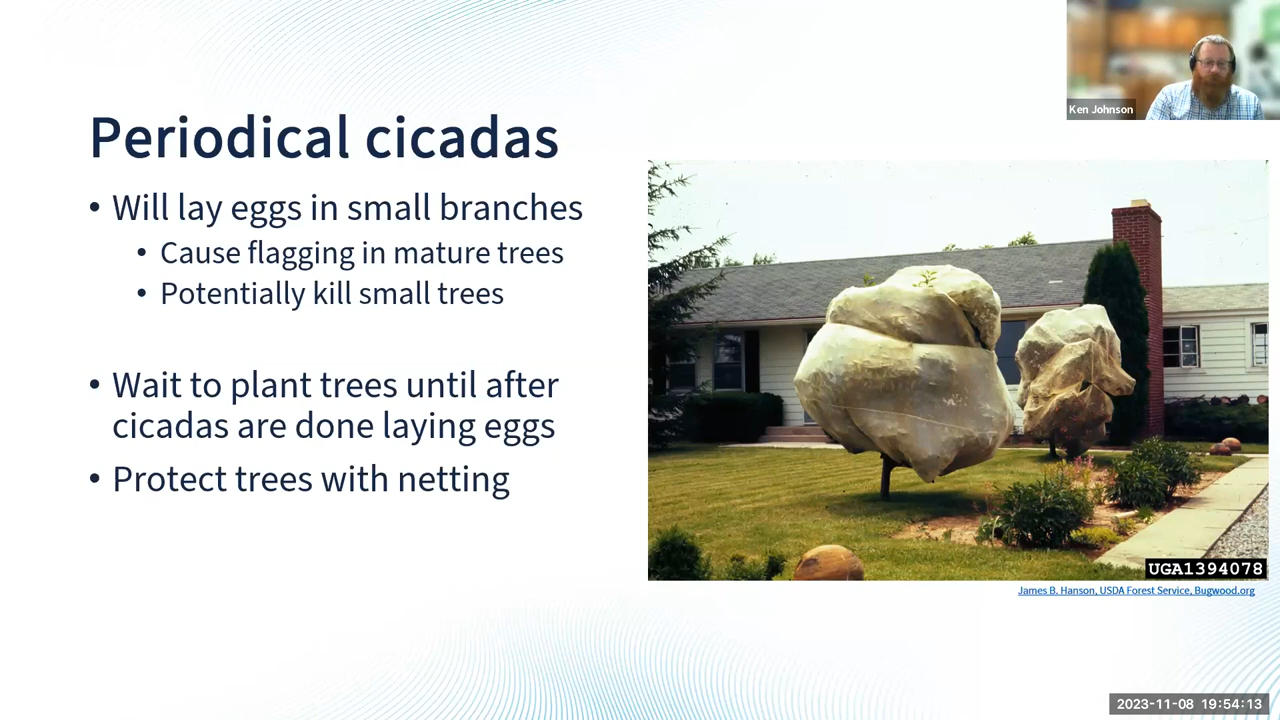 Ken Johnson
Periodical cicadas
• Will lay eggs in small branches
• Cause flagging in mature trees
• Potentially kill small trees
• Wait to plant trees until after
cicadas are done laying eggs
• Protect trees with netting
UGA1394078
James B. Hanson, USDA Forest Service, Bugwood.org
2023-11-08 19:54:13